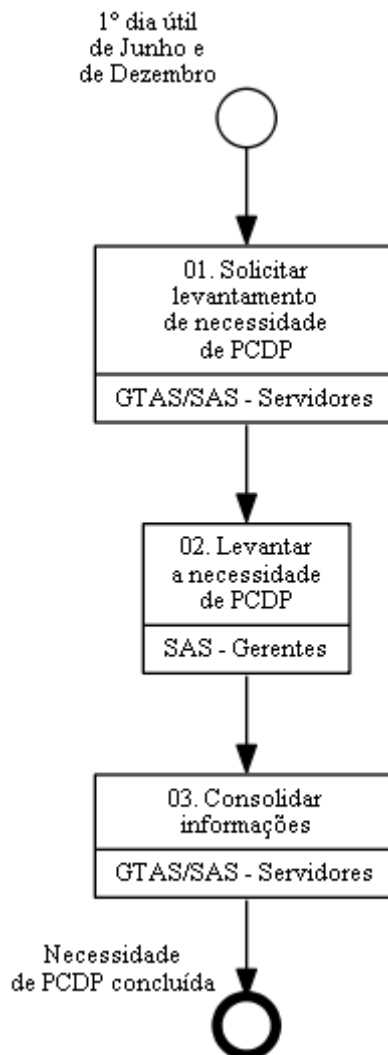 1º dia útil
de Junho e
de Dezembro
01. Solicitar
levantamento
de necessidade
de PCDP
GTAS/SAS - Servidores
02. Levantar
a necessidade
de PCDP
SAS - Gerentes
03. Consolidar
informações
GTAS/SAS - Servidores
Necessidade
de PCDP concluída